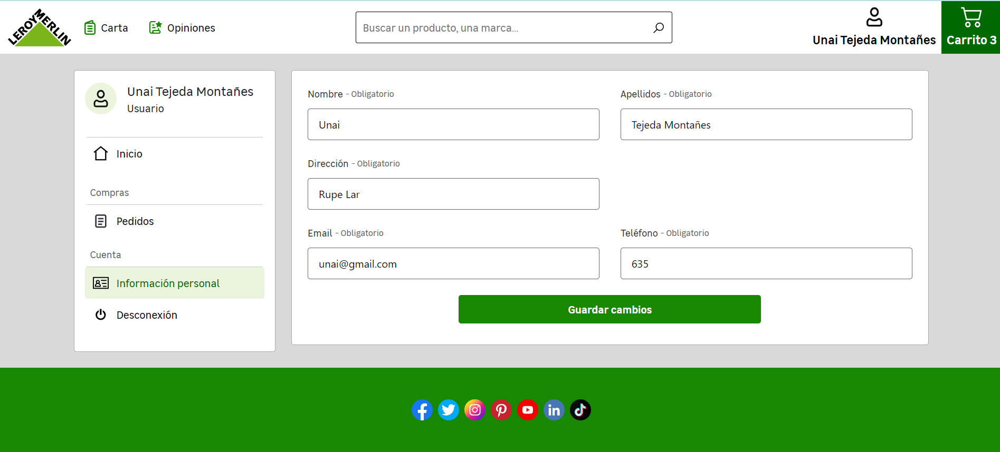 LEROY MERLIN
Carta
Opiniones
Buscar un producto, una marca...
Unai Tejeda Montañes
Carrito 3
Unai Tejeda Montañes
Usuario
Inicio
Compras
Pedidos
Cuenta
Información personal
Desconexión
Nombre - Obligatorio
Apellidos - Obligatorio
Unai
Tejeda Montañes
Dirección - Obligatorio
Rupe Lar
Email - Obligatorio
Teléfono - Obligatorio
unai@gmail.com
635
Guardar cambios